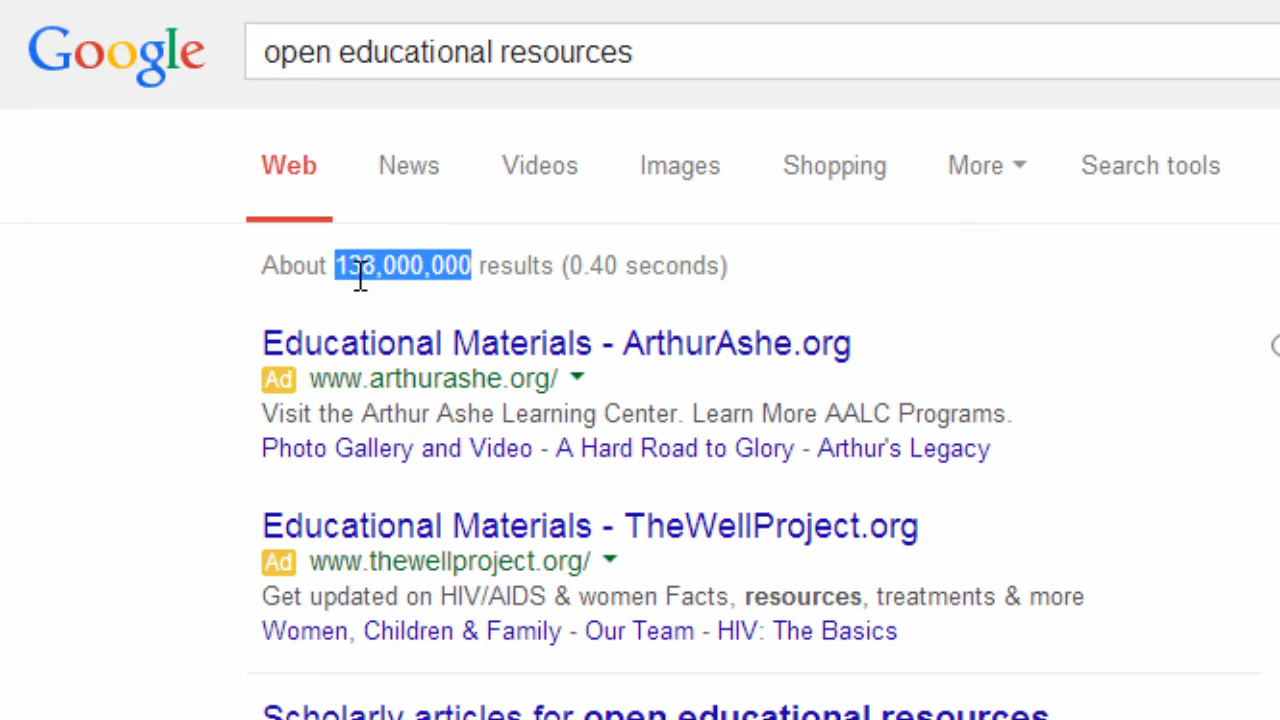 Google
open educational resources
Web News Videos Images Shopping More Search tools
About 138,000,000 results (0.40 seconds)
Educational Materials - ArthurAshe.org
Ad www.arthurashe.org/
Visit the Arthur Ashe Learning Center. Learn More AALC Programs.
Photo Gallery and Video - A Hard Road to Glory - Arthur's Legacy
Educational Materials - TheWellProject.org
Ad www.thewellproject.org/
Get updated on HIV/AIDS & women Facts, resources, treatments & more
Women, Children & Family - Our Team - HIV: The Basics
Scholarly articles for open educational resources